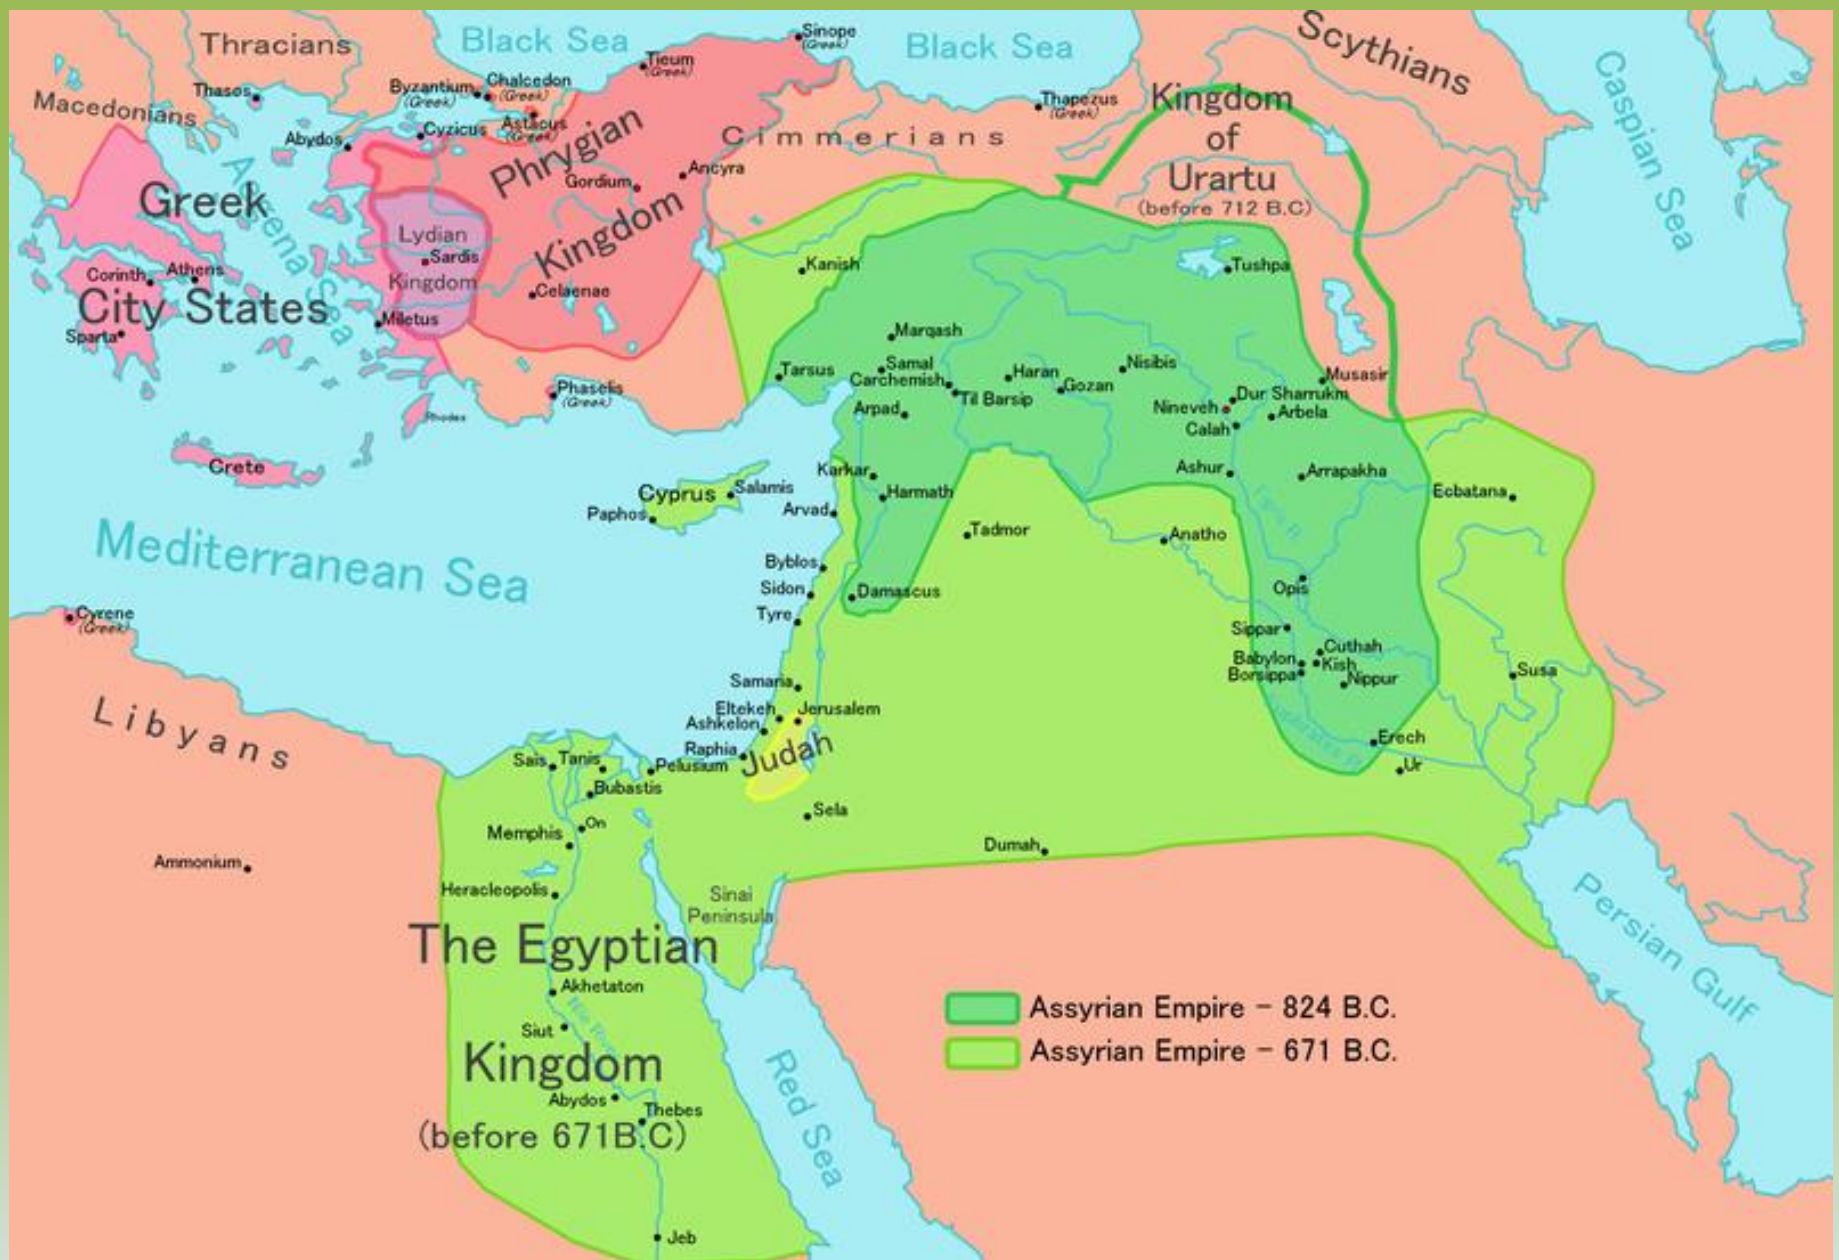 Thracians
Black Sea
Sinope
(Greek)
Black Sea
Scythians
Caspian Sea
Tieum
(Greek)
Macedonians
Thasos
Byzantium
(Greek)
Chalcedon
(Greek)
Thapezus
(Greek)
Kingdom
of
Urartu
(before 712 B.C)
Abydos
Cyzicus
Astacus
(Greek)
Cimmerians
Phrygian
Kingdom
Gordium
Ancyra
Greek
City States
Lydian
Kingdom
Sardis
Kanish
Tushpa
Corinth
Athens
Celaenae
Miletus
Sparta
Marqash
Tarsus
Samal
Carchemish
Haran
Gozan
Nisibis
Musasir
Phaselis
(Greek)
Arpad
Til Barsip
Dur Sharrukm
Nineveh
Arbela
Calah
Rhodes
Crete
Karkar
Ashur
Arrapakha
Cyprus
Salamis
Harmath
Ecbatana
Paphos
Arvad
Tadmor
Anatho
Tigris R.
Mediterranean Sea
Byblos
Sidon
Damascus
Opis
Cyrene
(Greek)
Tyre
Sippar
Cuthah
Babylon
Kish
Borsippa
Nippur
Susa
Samaria
Eltekeh
Jerusalem
Ashkelon
Libyans
Raphia
Judah
Euphrates R.
Erech
Ur
Sais
Tanis
Pelusium
Bubastis
Sela
On
Memphis
Dumah
Ammonium
Heracleopolis
Sinai
Peninsula
The Egyptian
Kingdom
(before 671B.C)
Persian Gulf
Akhetaton
Nile River
Siut
Assyrian Empire - 824 B.C.
Assyrian Empire - 671 B.C.
Abydos
Thebes
Red Sea
Jeb